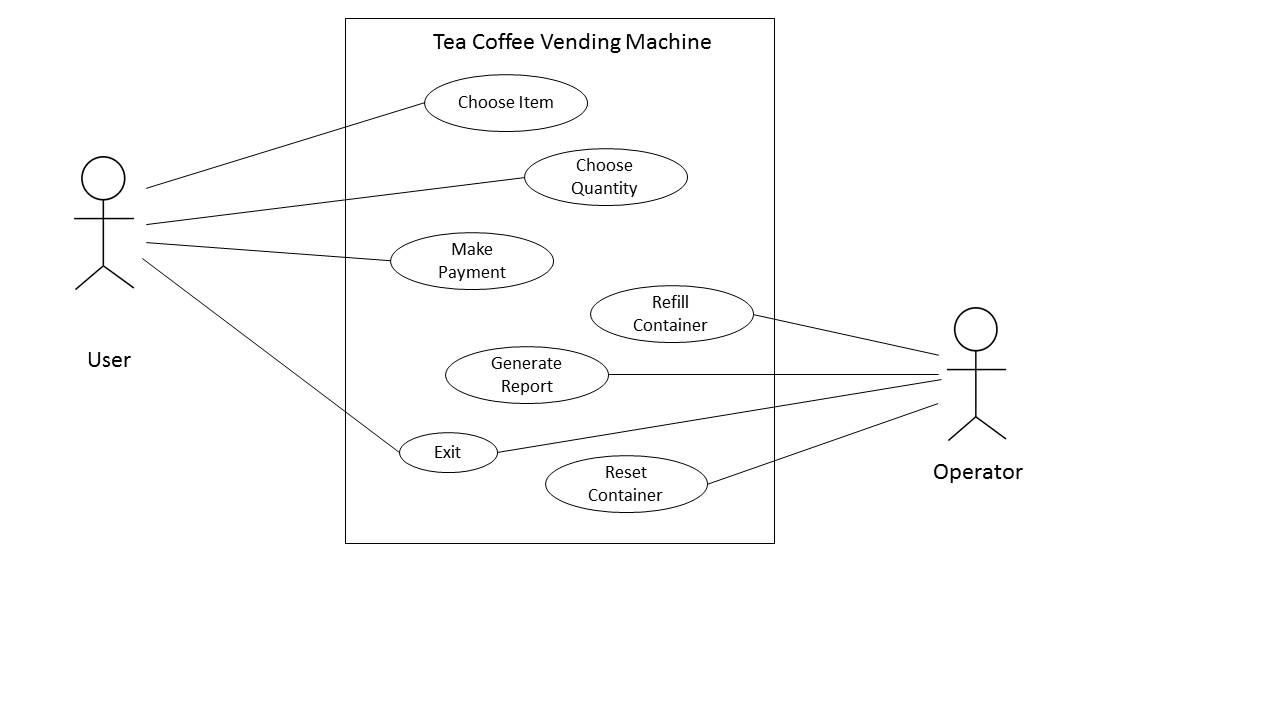 Tea Coffee Vending Machine
Choose Item
Choose
Quantity
Make
Payment
Refill
Container
Generate
Report
User
Exit
Reset
Container
Operator